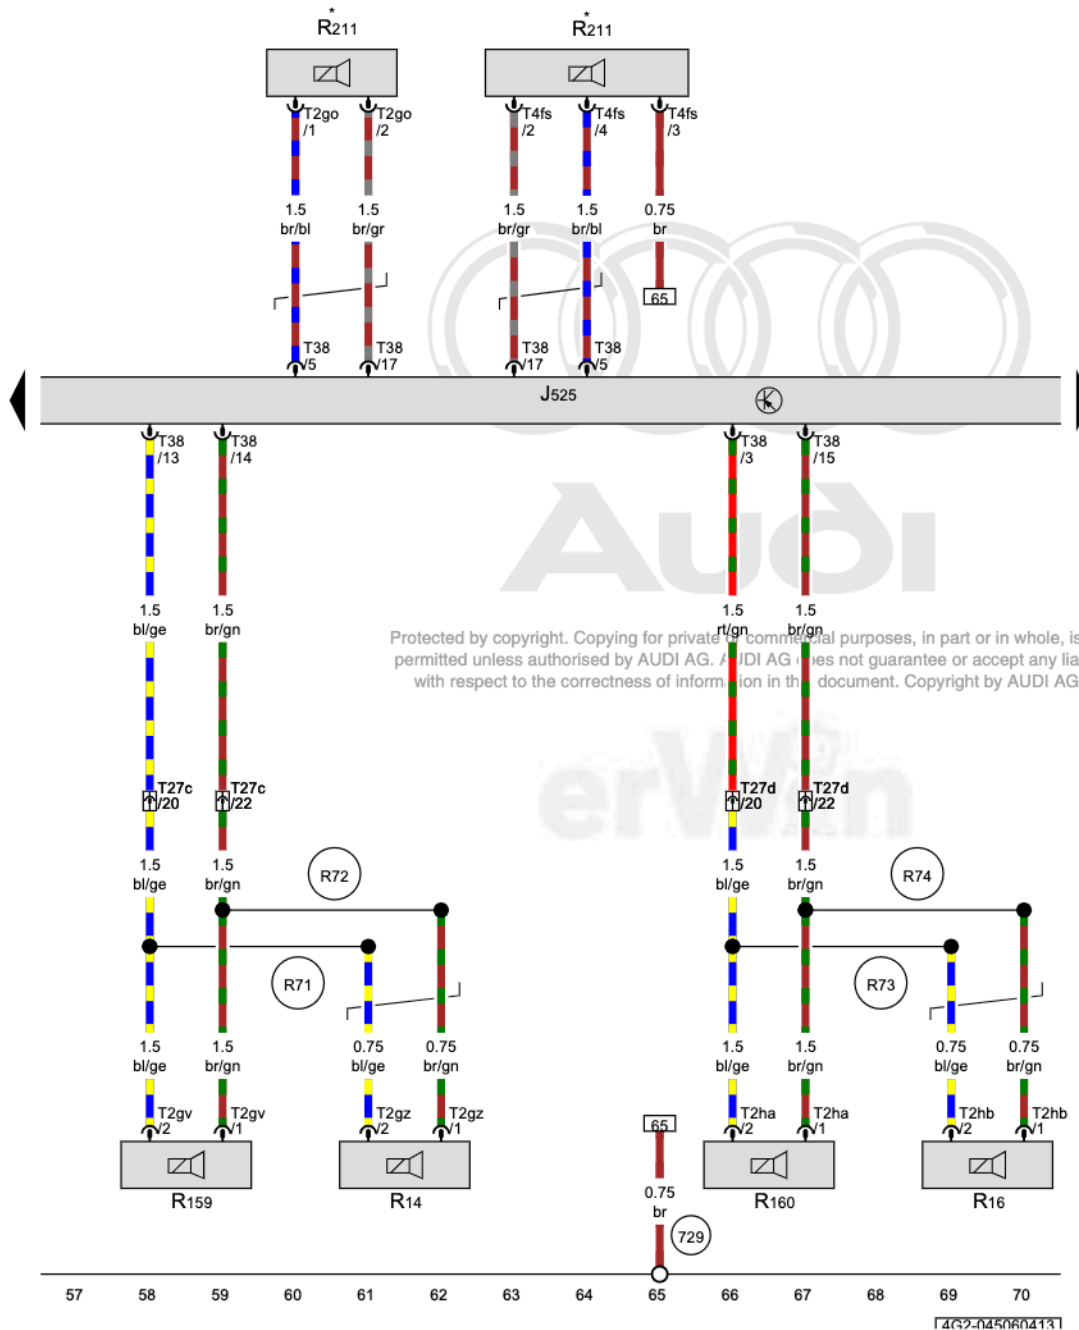 * *
R211 R211
T2go T2go T4fs T4fs T4fs
/1 /2 /2 /4 /3
1.5 1.5 1.5 1.5 0.75
br/bl br/gr br/gr br/bl br
65
T38 T38 T38 T38
/5 /17 /17 /5
J525
T38 T38 T38 T38
/13 /14 /3 /15
Audi
1.5 1.5 1.5 1.5
bl/ge br/gn rt/gn br/gn
Protected by copyright. Copying for private or commercial purposes, in part or in whole, is
permitted unless authorised by AUDI AG. AUDI AG does not guarantee or accept any lia
with respect to the correctness of information in this document. Copyright by AUDI AG
erWin
T27c T27c T27d T27d
/20 /22 /20 /22
1.5 1.5 R72 1.5 1.5 R74
bl/ge br/gn bl/ge br/gn
R71 R73
1.5 1.5 0.75 0.75 1.5 1.5 0.75 0.75
bl/ge br/gn bl/ge br/gn bl/ge br/gn bl/ge br/gn
T2gv T2gv T2gz T2gz T2ha T2ha T2hb T2hb
/2 /1 /2 /1 65 /2 /1 /2 /1
R159 R14 0.75 R160 R16
br
729
57 58 59 60 61 62 63 64 65 66 67 68 69 70
4G2-045060413